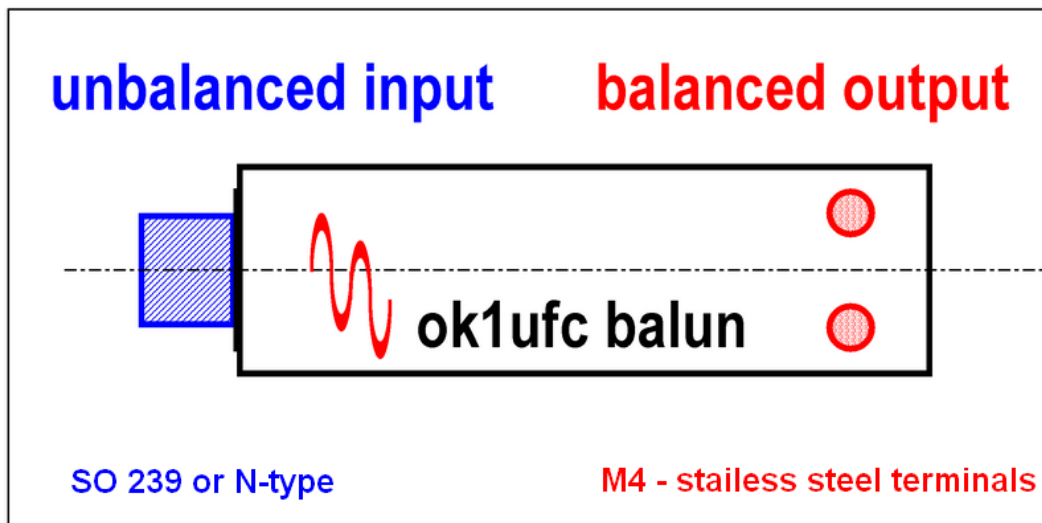 unbalanced input
balanced output
ok1ufc balun
SO 239 or N-type
M4 - stailess steel terminals